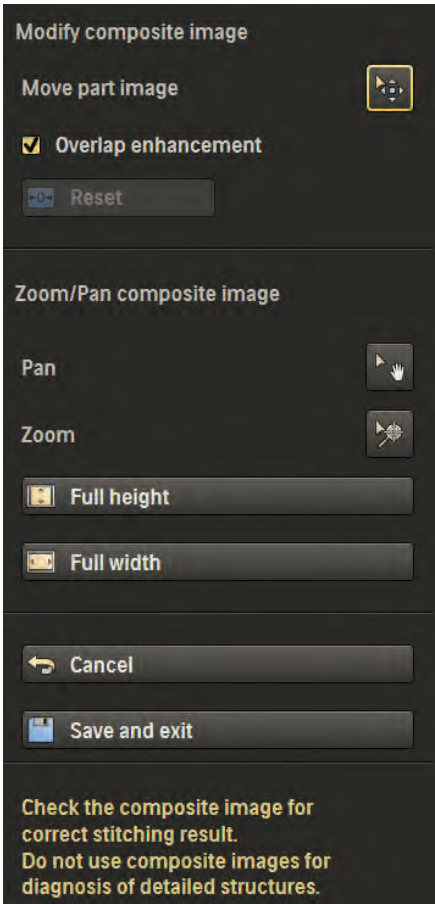 Modify composite image
Move part image
Overlap enhancement
Reset
Zoom/Pan composite image
Pan
Zoom
Full height
Full width
Cancel
Save and exit
Check the composite image for
correct stitching result.
Do not use composite images for
diagnosis of detailed structures.